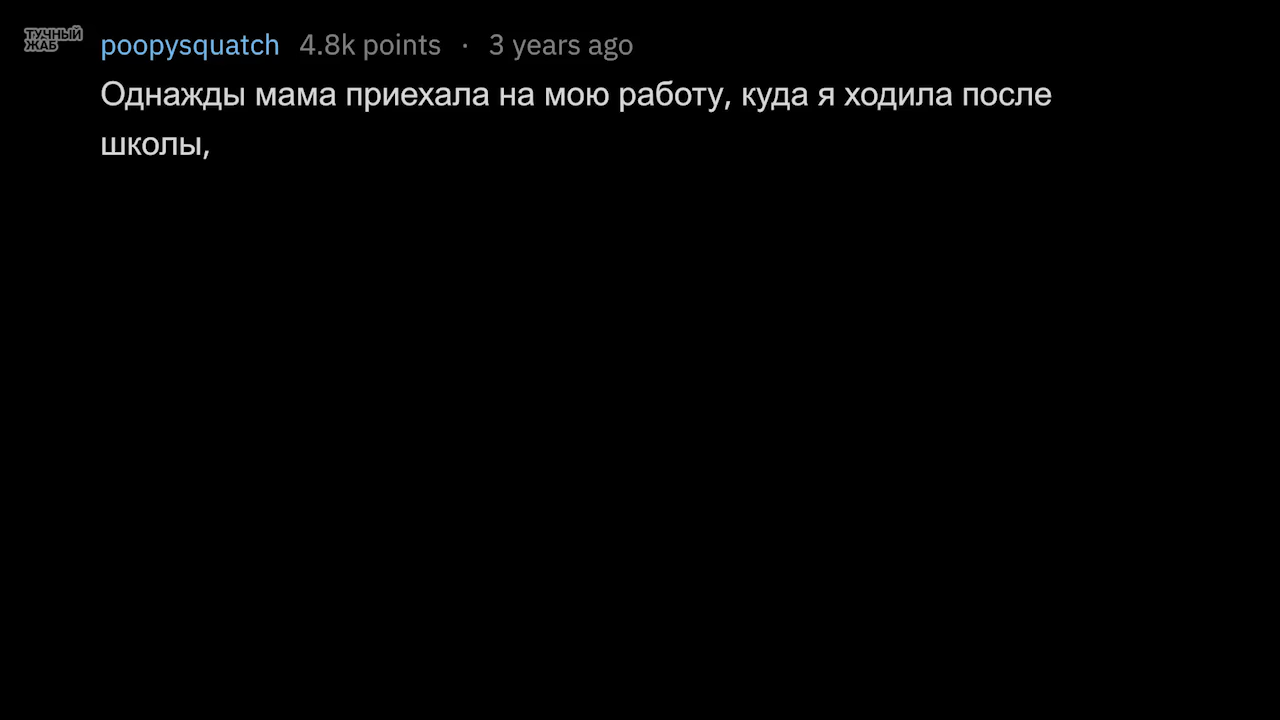 ТУЧНЫЙ
ЖАБ
poopysquatch 4.8k points · 3 years ago
Однажды мама приехала на мою работу, куда я ходила после
школы,